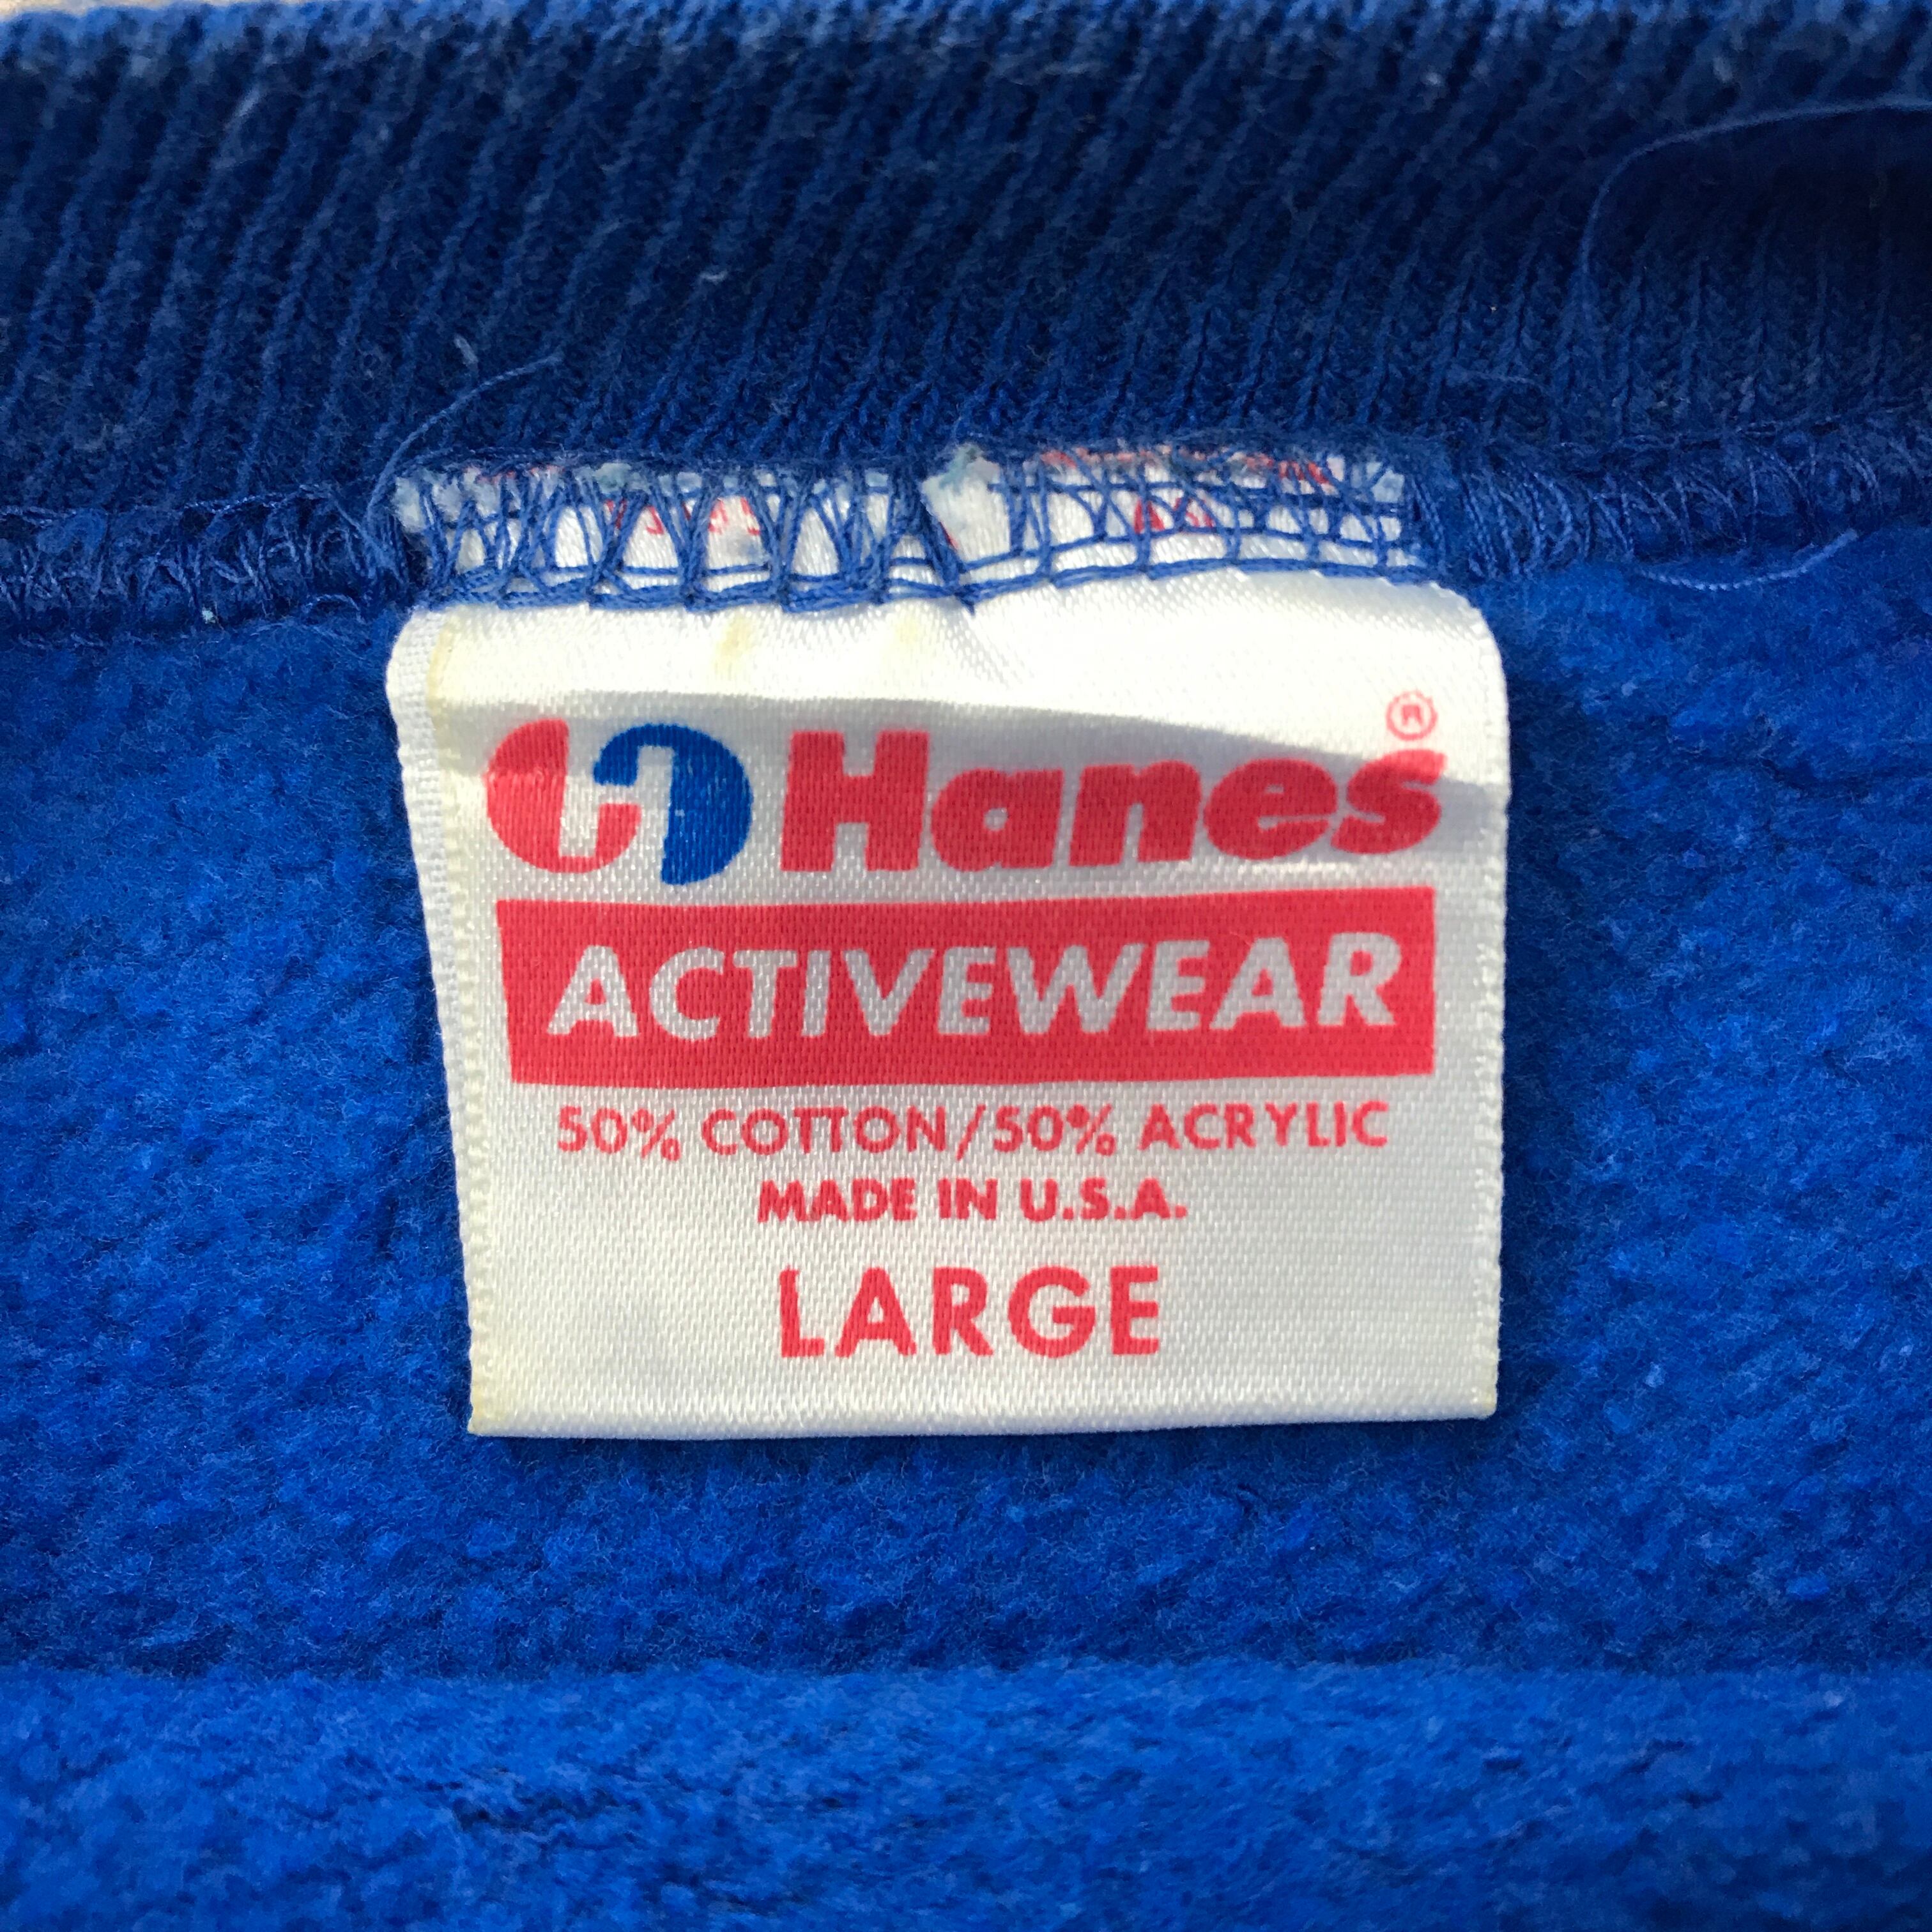 Hanes®
ACTIVEWEAR
50% COTTON/50% ACRYLIC
MADE IN U.S.A.
LARGE